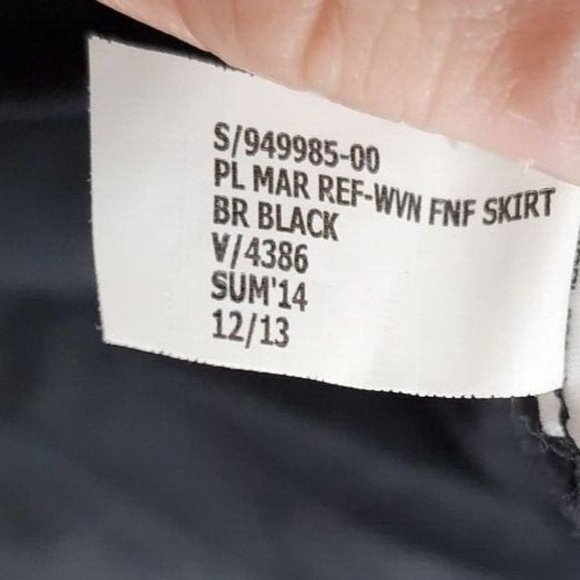 S/949985-00
PL MAR REF-WVN FNF SKIRT
BR BLACK
V/4386
SUM'14
12/13